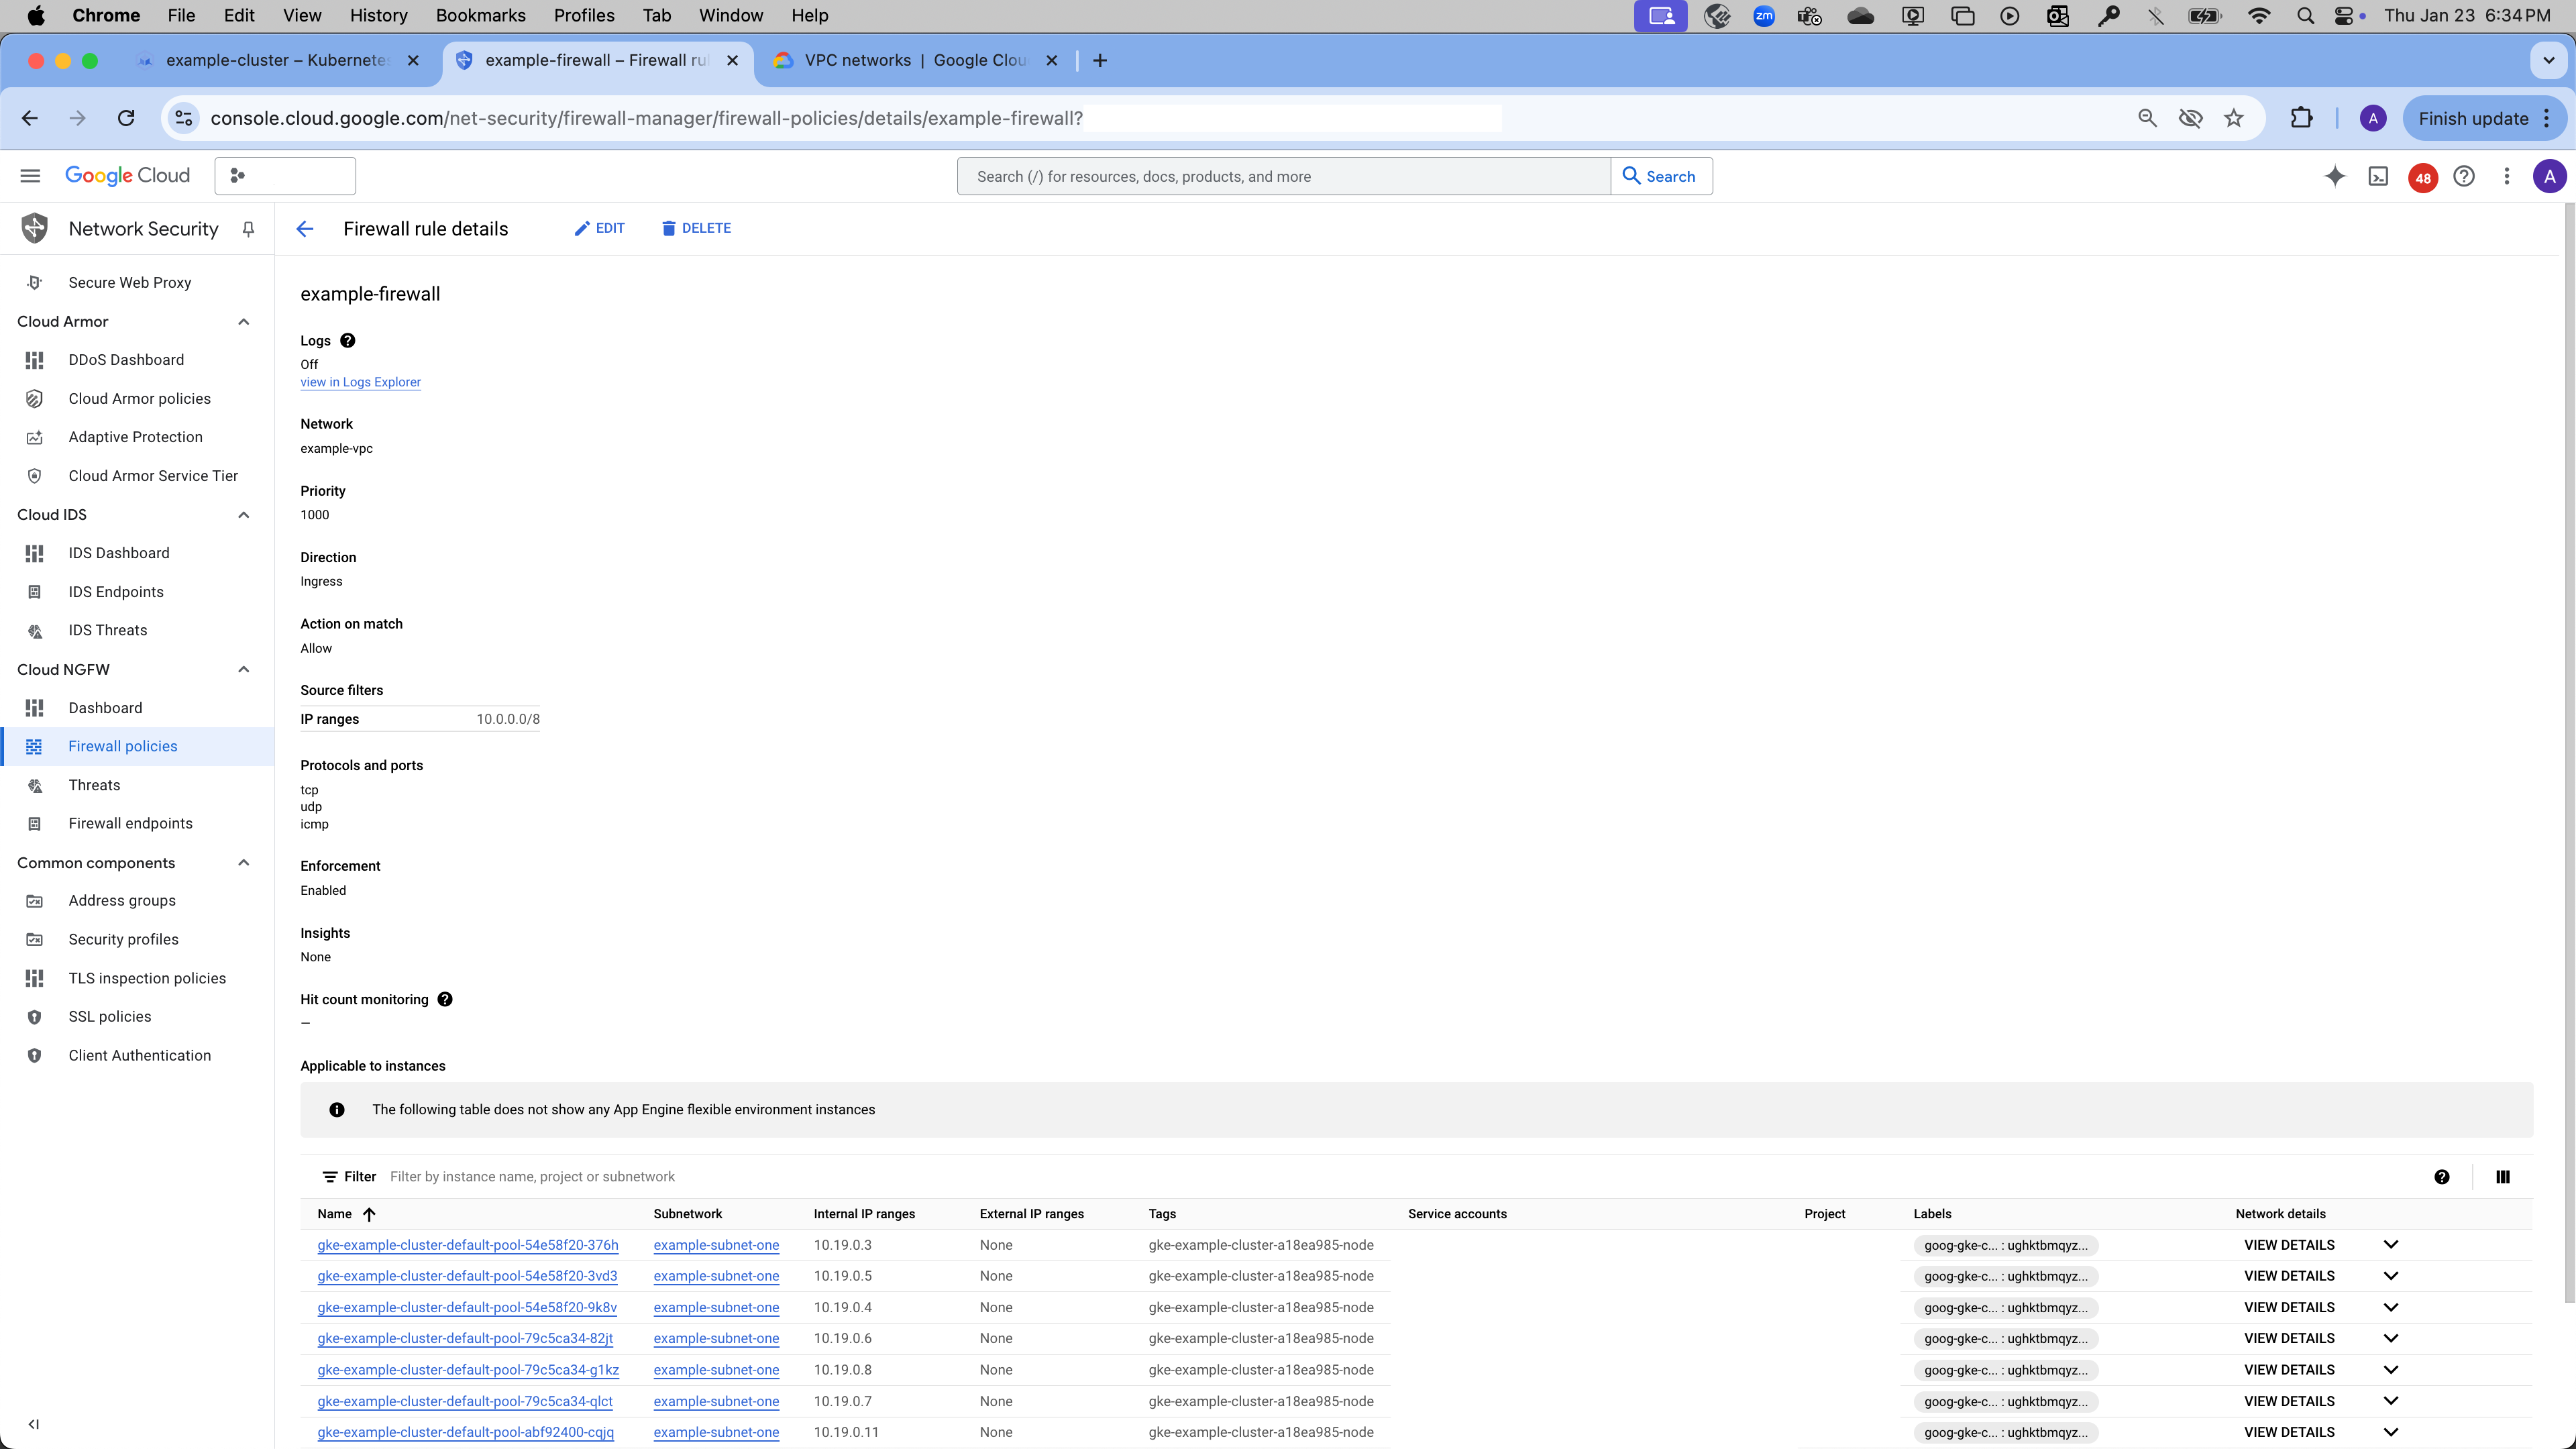 Chrome File Edit View History Bookmarks Profiles Tab Window Help
zm
Thu Jan 23 6:34 PM
example-cluster – Kubernetes
example-firewall – Firewall ru
VPC networks | Google Clou
console.cloud.google.com/net-security/firewall-manager/firewall-policies/details/example-firewall?
A
Finish update
Google Cloud
Search (/) for resources, docs, products, and more
Search
48
A
Network Security
Firewall rule details
EDIT
DELETE
Secure Web Proxy
Cloud Armor
DDoS Dashboard
Cloud Armor policies
Adaptive Protection
Cloud Armor Service Tier
Cloud IDS
IDS Dashboard
IDS Endpoints
IDS Threats
Cloud NGFW
Dashboard
Firewall policies
Threats
Firewall endpoints
Common components
Address groups
Security profiles
TLS inspection policies
SSL policies
Client Authentication
example-firewall
Logs
Off
view in Logs Explorer
Network
example-vpc
Priority
1000
Direction
Ingress
Action on match
Allow
Source filters
IP ranges 10.0.0.0/8
Protocols and ports
tcp
udp
icmp
Enforcement
Enabled
Insights
None
Hit count monitoring
—
Applicable to instances
The following table does not show any App Engine flexible environment instances
Filter Filter by instance name, project or subnetwork
Name Subnetwork Internal IP ranges External IP ranges Tags Service accounts Project Labels Network details
gke-example-cluster-default-pool-54e58f20-376h example-subnet-one 10.19.0.3 None gke-example-cluster-a18ea985-node goog-gke-c... : ughktbmqyz... VIEW DETAILS
gke-example-cluster-default-pool-54e58f20-3vd3 example-subnet-one 10.19.0.5 None gke-example-cluster-a18ea985-node goog-gke-c... : ughktbmqyz... VIEW DETAILS
gke-example-cluster-default-pool-54e58f20-9k8v example-subnet-one 10.19.0.4 None gke-example-cluster-a18ea985-node goog-gke-c... : ughktbmqyz... VIEW DETAILS
gke-example-cluster-default-pool-79c5ca34-82jt example-subnet-one 10.19.0.6 None gke-example-cluster-a18ea985-node goog-gke-c... : ughktbmqyz... VIEW DETAILS
gke-example-cluster-default-pool-79c5ca34-g1kz example-subnet-one 10.19.0.8 None gke-example-cluster-a18ea985-node goog-gke-c... : ughktbmqyz... VIEW DETAILS
gke-example-cluster-default-pool-79c5ca34-qlct example-subnet-one 10.19.0.7 None gke-example-cluster-a18ea985-node goog-gke-c... : ughktbmqyz... VIEW DETAILS
gke-example-cluster-default-pool-abf92400-cqjq example-subnet-one 10.19.0.11 None gke-example-cluster-a18ea985-node goog-gke-c... : ughktbmqyz... VIEW DETAILS